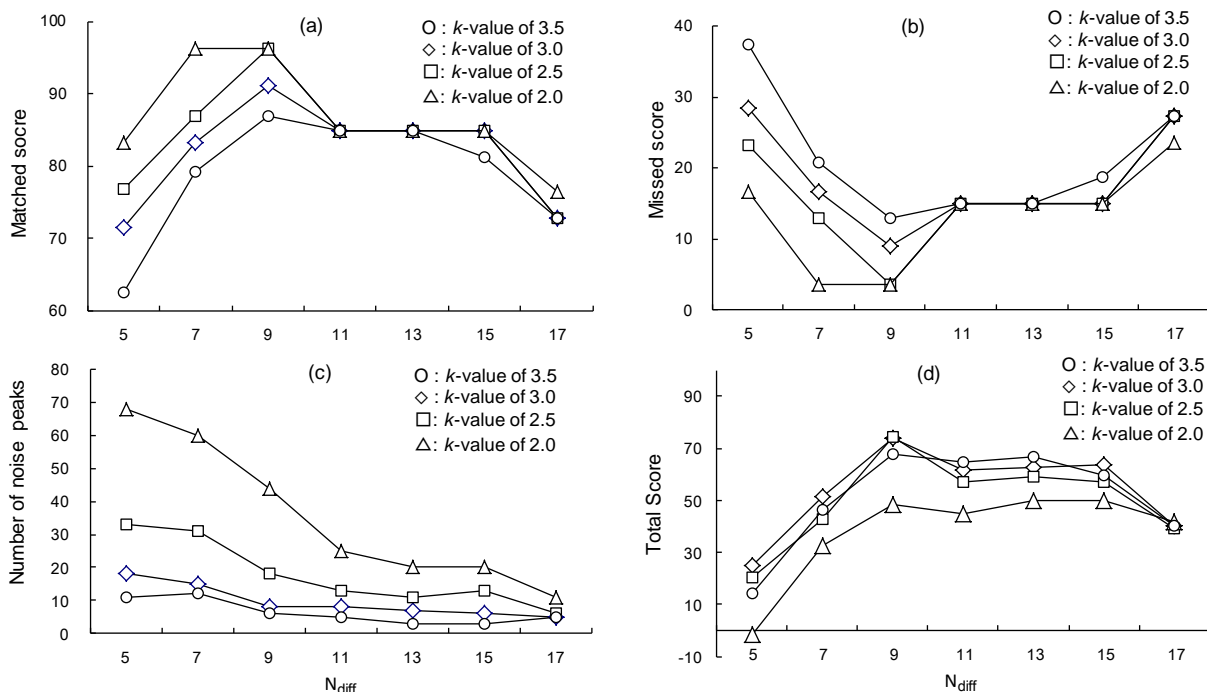 (a)
O : k-value of 3.5
◇ : k-value of 3.0
□ : k-value of 2.5
△ : k-value of 2.0
Matched socre
100
90
80
70
60
5 7 9 11 13 15 17
(b)
O : k-value of 3.5
◇: k-value of 3.0
□: k-value of 2.5
△: k-value of 2.0
Missed score
40
30
20
10
0
5 7 9 11 13 15 17
(c)
O : k-value of 3.5
◇ : k-value of 3.0
□ : k-value of 2.5
△ : k-value of 2.0
Number of noise peaks
80
70
60
50
40
30
20
10
0
5 7 9 11 13 15 17
Ndiff
(d)
O : k-value of 3.5
◇: k-value of 3.0
□: k-value of 2.5
△: k-value of 2.0
Total Score
90
70
50
30
10
-10
5 7 9 11 13 15 17
Ndiff